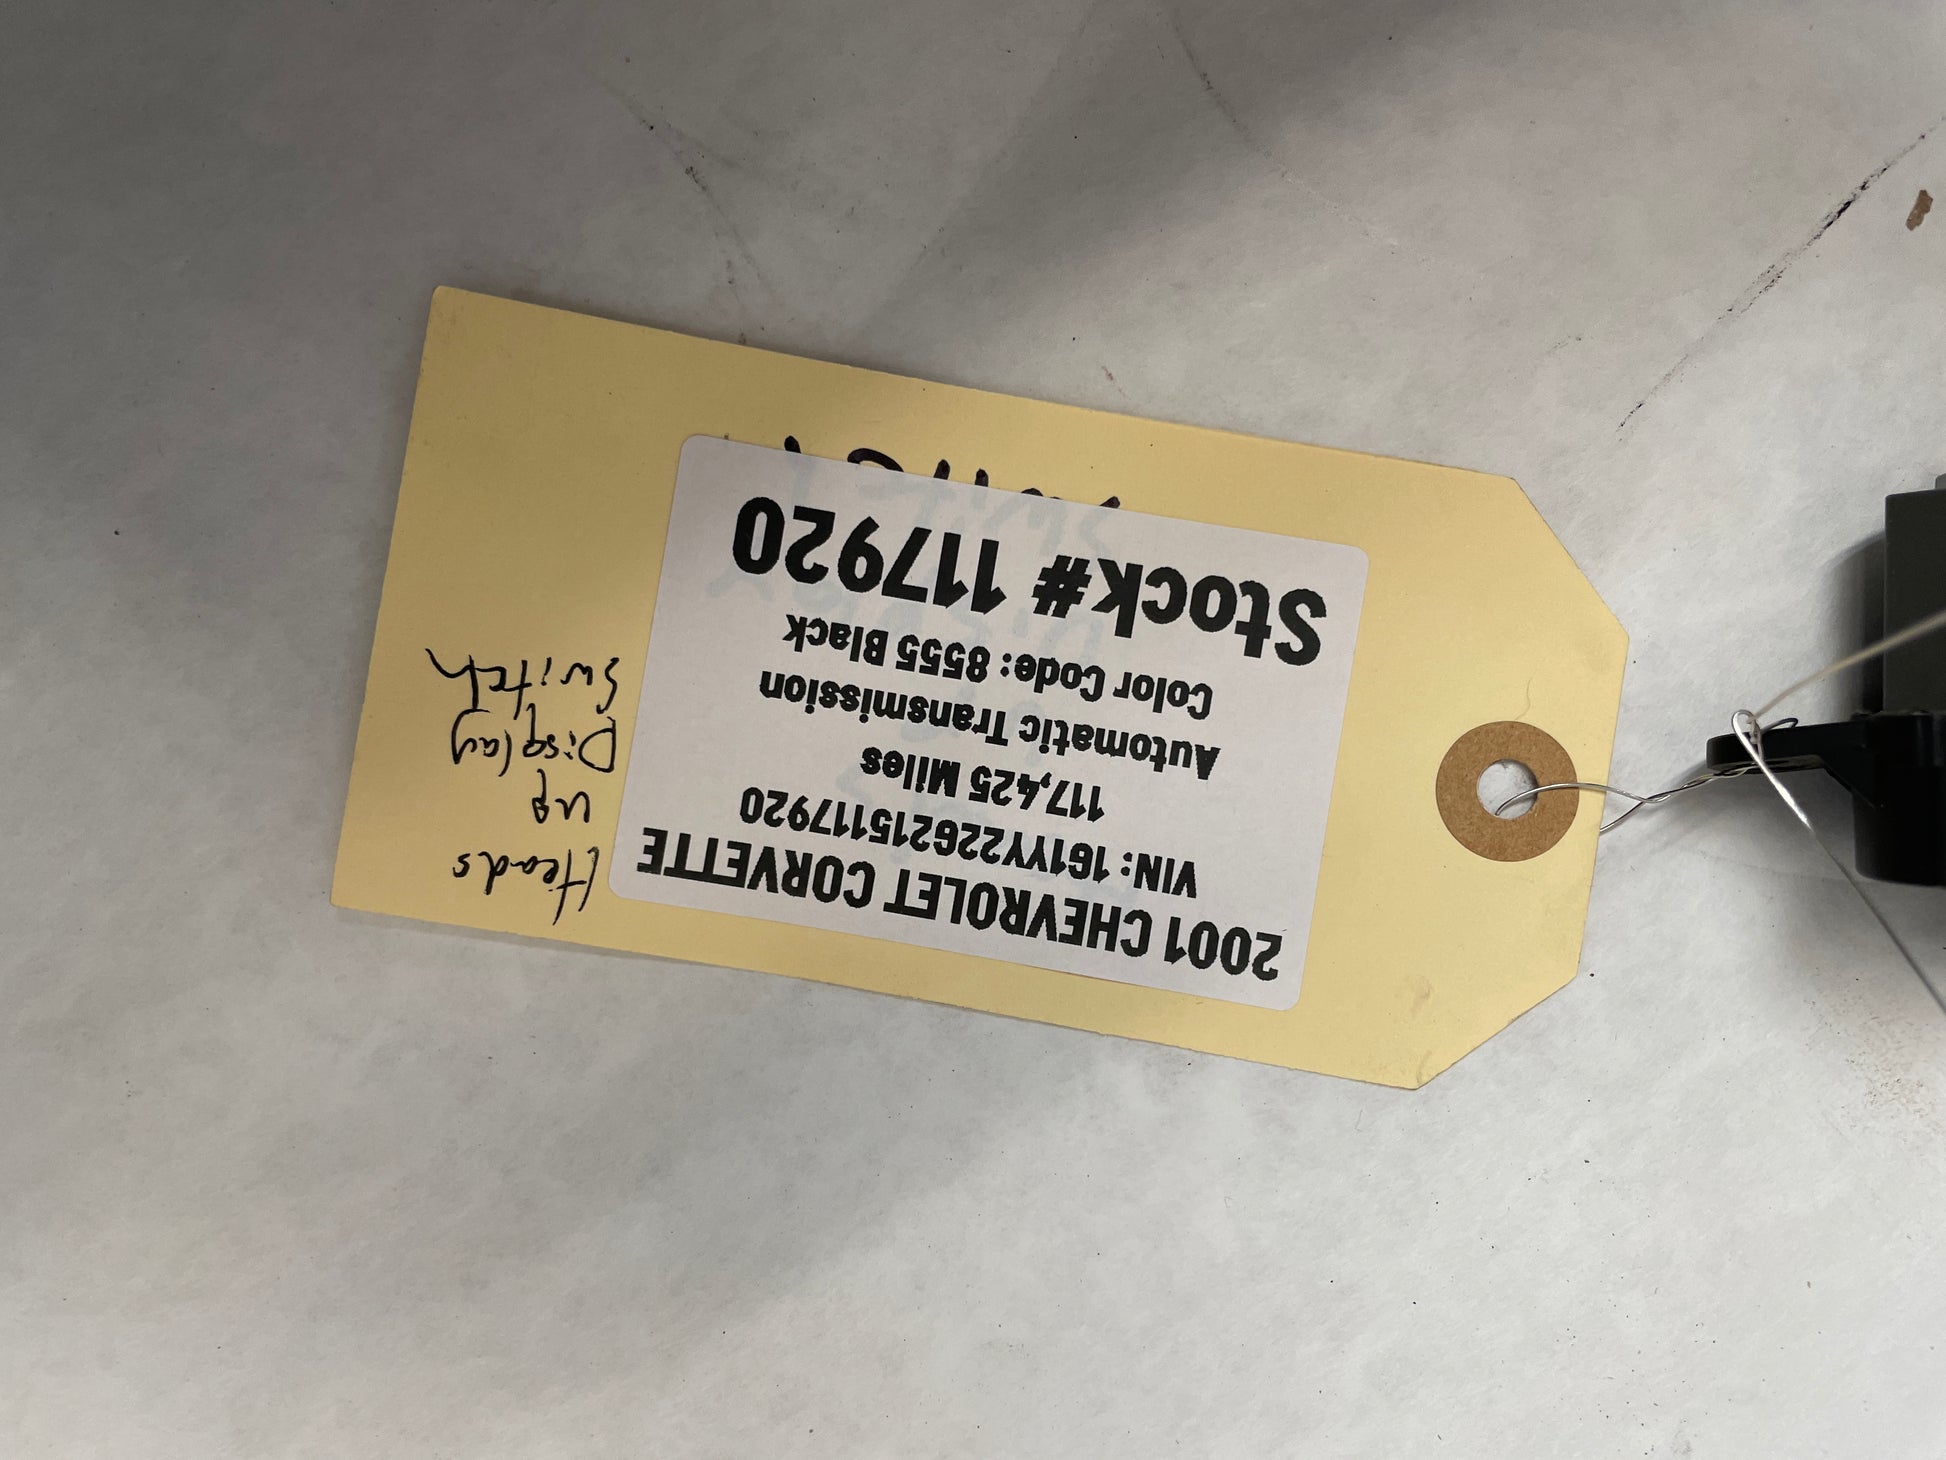 2001 CHEVROLET CORVETTE
VIN: 1G1YY22G215117920
117,425 Miles
Automatic Transmission
Color Code: 8555 Black
Stock# 117920
Heads
up
Display
Switch